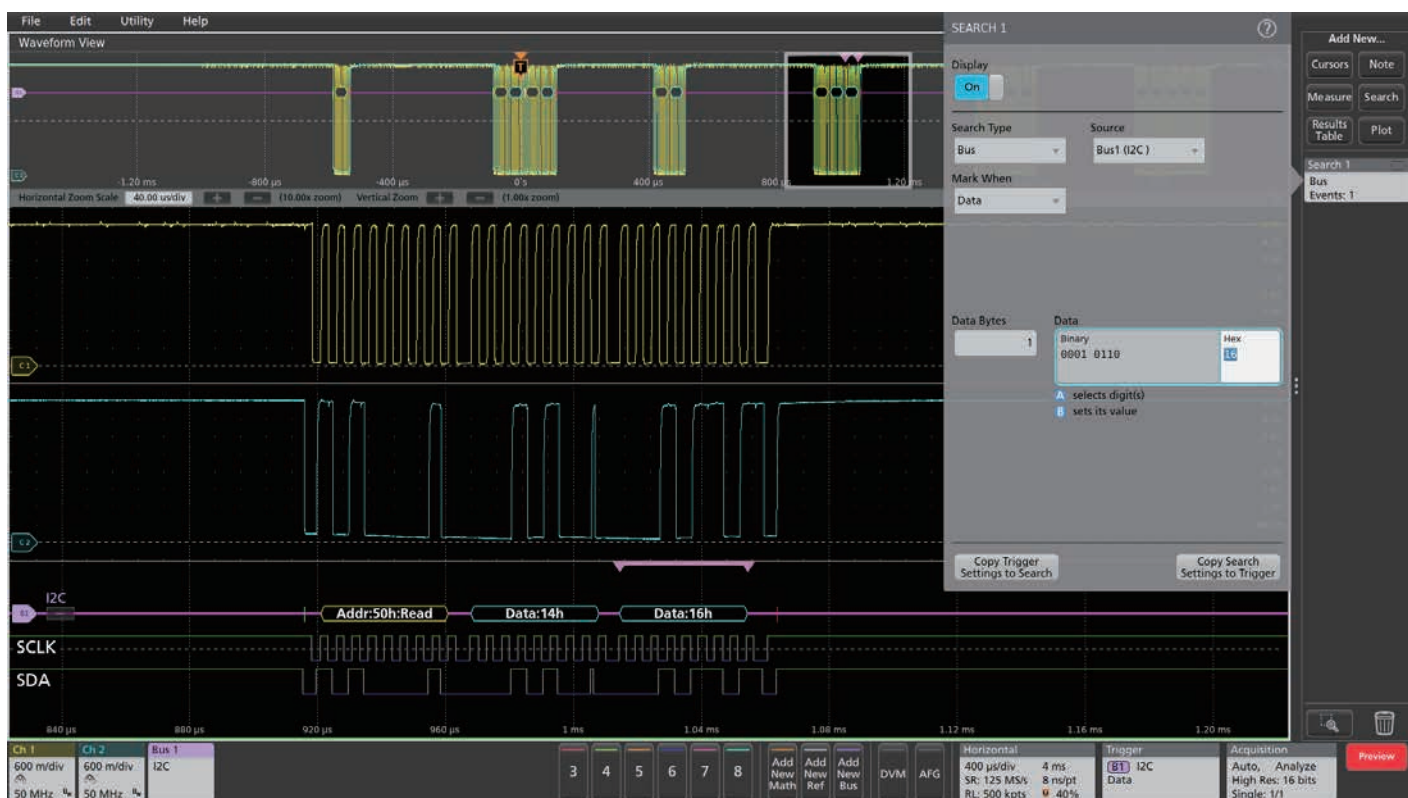 File Edit Utility Help
Waveform View
T
B1
C2
-1.20 ms -800 µs -400 µs 0 s 400 µs 800 µs 1.20 ms
Horizontal Zoom Scale 40.00 us/div + − (10.00x zoom) Vertical Zoom + − (1.00x zoom)
C1
C2
I2C
B1
Addr:50h:Read Data:14h Data:16h
SCLK
SDA
840 µs 880 µs 920 µs 960 µs 1 ms 1.04 ms 1.08 ms 1.12 ms 1.16 ms 1.20 ms
SEARCH 1 ?
Display
On
Search Type Source
Bus Bus1 (I2C )
Mark When
Data
Data Bytes Data
1
Binary Hex
0001 0110 16
A selects digit(s)
B sets its value
Copy Trigger
Settings to Search
Copy Search
Settings to Trigger
Add New...
Cursors Note
Measure Search
Results
Table
Plot
Search 1
Bus
Events: 1
Ch 1
600 m/div
50 MHz
Ch 2
600 m/div
50 MHz
Bus 1
I2C
3 4 5 6 7 8
Add
New
Math
Add
New
Ref
Add
New
Bus
DVM AFG
Horizontal
400 µs/div 4 ms
SR: 125 MS/s 8 ns/pt
RL: 500 kpts 40%
Trigger
B1 I2C
Data
Acquisition
Auto, Analyze
High Res: 16 bits
Single: 1/1
Preview